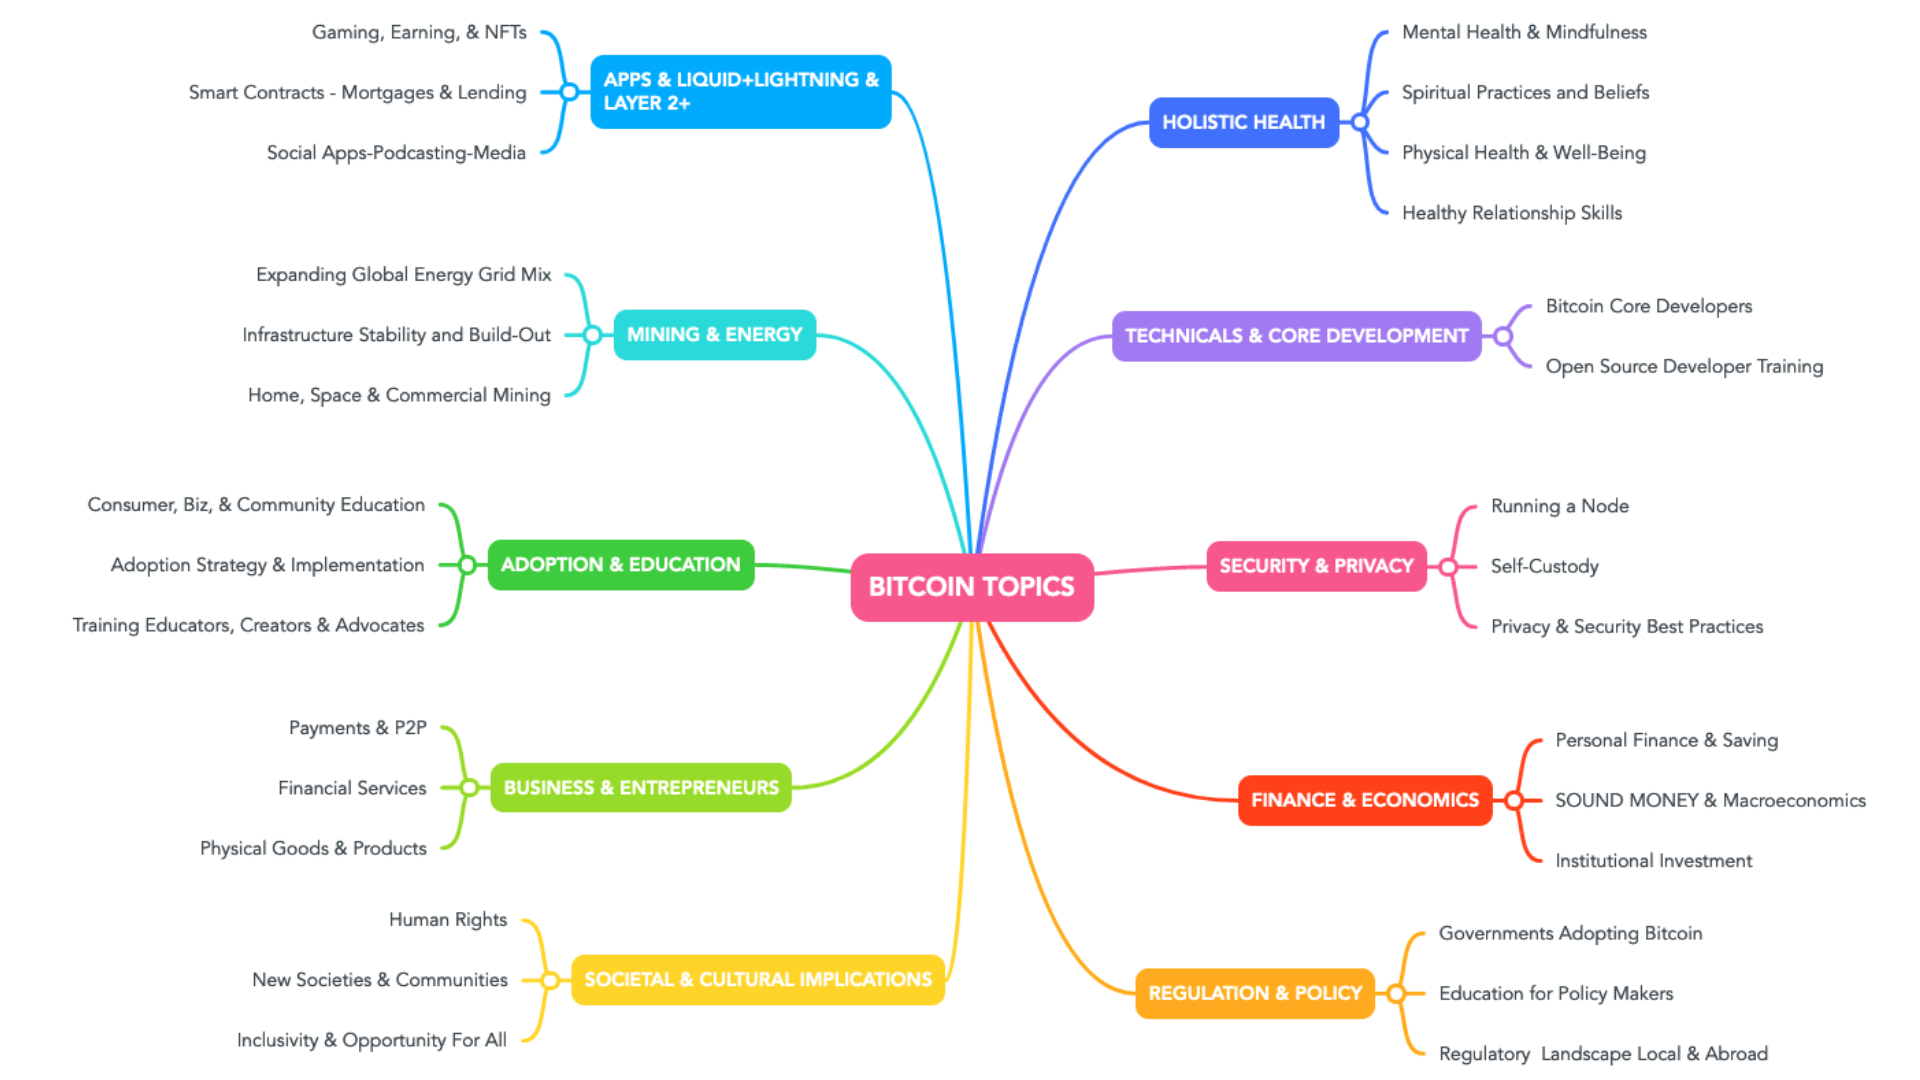 Gaming, Earning, & NFTs
Smart Contracts - Mortgages & Lending
Social Apps-Podcasting-Media
APPS & LIQUID+LIGHTNING &
LAYER 2+
Expanding Global Energy Grid Mix
Infrastructure Stability and Build-Out
Home, Space & Commercial Mining
MINING & ENERGY
Consumer, Biz, & Community Education
Adoption Strategy & Implementation
Training Educators, Creators & Advocates
ADOPTION & EDUCATION
Payments & P2P
Financial Services
Physical Goods & Products
BUSINESS & ENTREPRENEURS
Human Rights
New Societies & Communities
Inclusivity & Opportunity For All
SOCIETAL & CULTURAL IMPLICATIONS
BITCOIN TOPICS
HOLISTIC HEALTH
Mental Health & Mindfulness
Spiritual Practices and Beliefs
Physical Health & Well-Being
Healthy Relationship Skills
TECHNICALS & CORE DEVELOPMENT
Bitcoin Core Developers
Open Source Developer Training
SECURITY & PRIVACY
Running a Node
Self-Custody
Privacy & Security Best Practices
FINANCE & ECONOMICS
Personal Finance & Saving
SOUND MONEY & Macroeconomics
Institutional Investment
REGULATION & POLICY
Governments Adopting Bitcoin
Education for Policy Makers
Regulatory  Landscape Local & Abroad